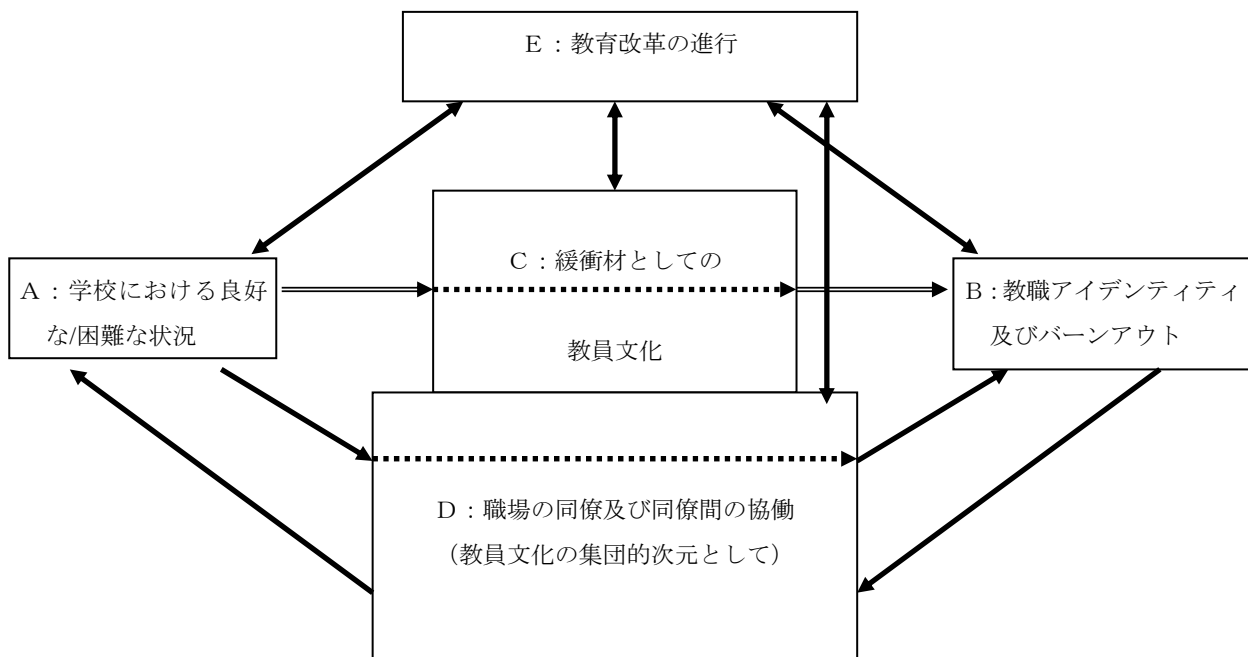 E:教育改革の進行
C:緩衝材としての
教員文化
A:学校における良好
な/困難な状況
B:教職アイデンティティ
及びバーンアウト
D:職場の同僚及び同僚間の協働
(教員文化の集団的次元として)